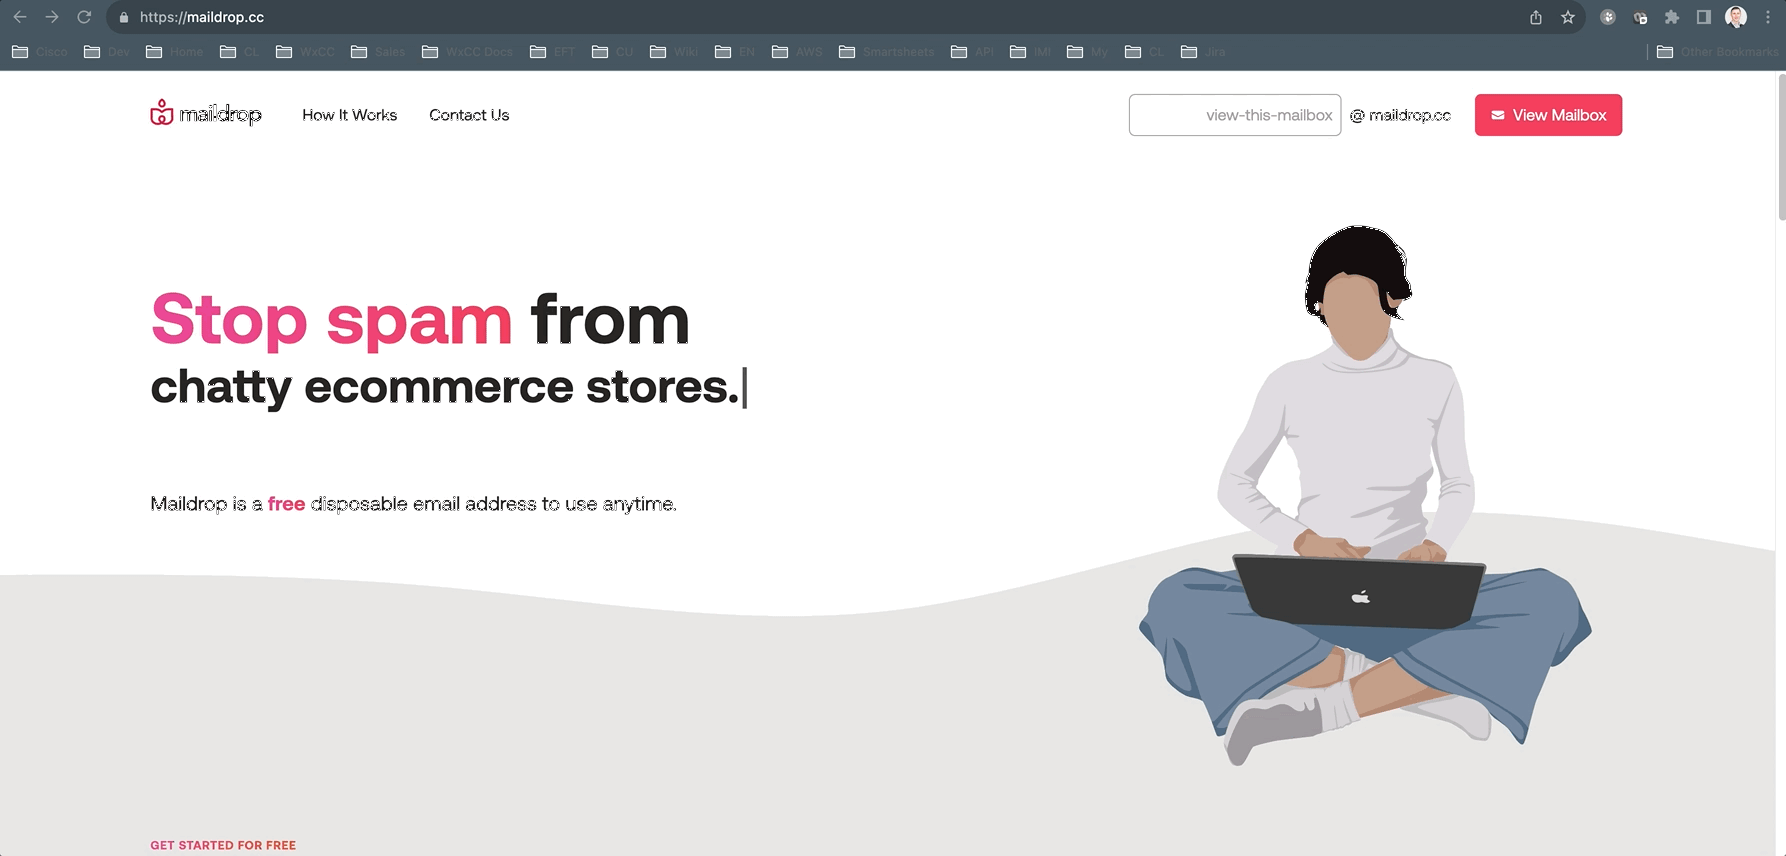 https://maildrop.cc
Cisco Dev Home CL WxCC Sales WxCC Docs EFT CU Wiki EN AWS Smartsheets API IMI My CL Jira Other Bookmarks
maildrop How It Works Contact Us view-this-mailbox @ maildrop.cc View Mailbox
Stop spam from
chatty ecommerce stores.
Maildrop is a free disposable email address to use anytime.
GET STARTED FOR FREE